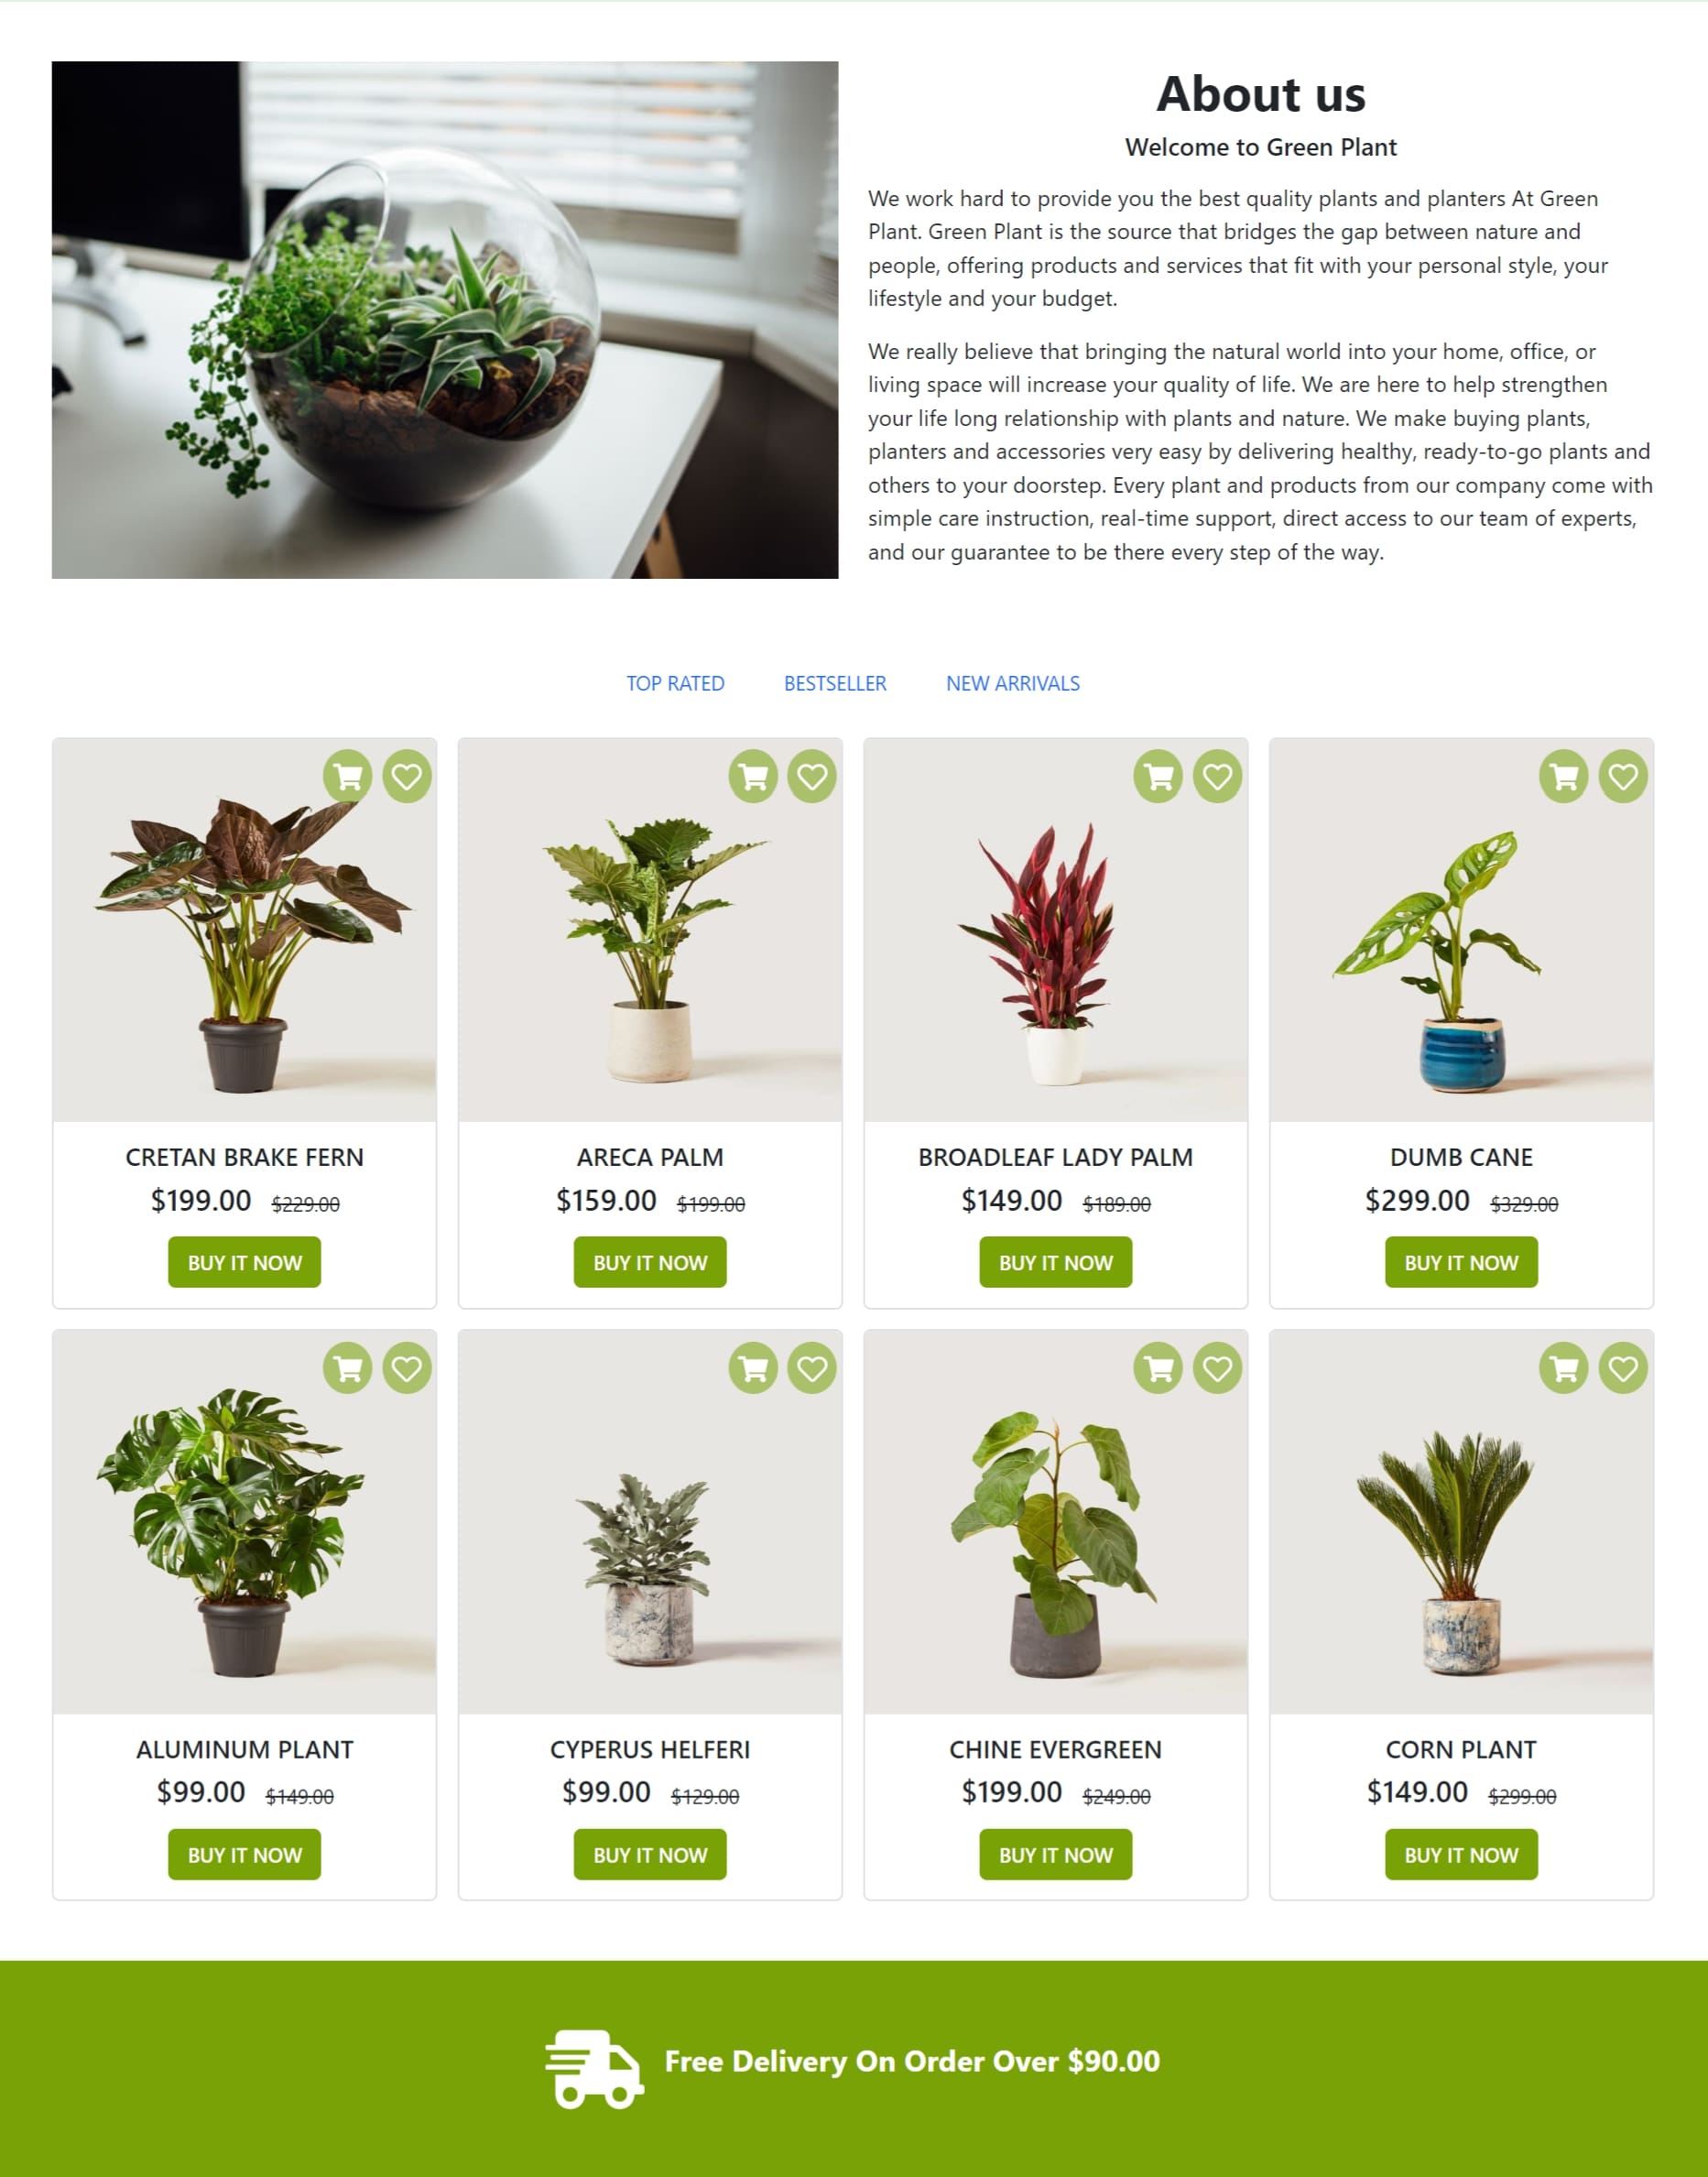 About us
Welcome to Green Plant
We work hard to provide you the best quality plants and planters At Green
Plant. Green Plant is the source that bridges the gap between nature and
people, offering products and services that fit with your personal style, your
lifestyle and your budget.
We really believe that bringing the natural world into your home, office, or
living space will increase your quality of life. We are here to help strengthen
your life long relationship with plants and nature. We make buying plants,
planters and accessories very easy by delivering healthy, ready-to-go plants and
others to your doorstep. Every plant and products from our company come with
simple care instruction, real-time support, direct access to our team of experts,
and our guarantee to be there every step of the way.
TOP RATED BESTSELLER NEW ARRIVALS
CRETAN BRAKE FERN
$199.00 $229.00
BUY IT NOW
ARECA PALM
$159.00 $199.00
BUY IT NOW
BROADLEAF LADY PALM
$149.00 $189.00
BUY IT NOW
DUMB CANE
$299.00 $329.00
BUY IT NOW
ALUMINUM PLANT
$99.00 $149.00
BUY IT NOW
CYPERUS HELFERI
$99.00 $129.00
BUY IT NOW
CHINE EVERGREEN
$199.00 $249.00
BUY IT NOW
CORN PLANT
$149.00 $299.00
BUY IT NOW
Free Delivery On Order Over $90.00